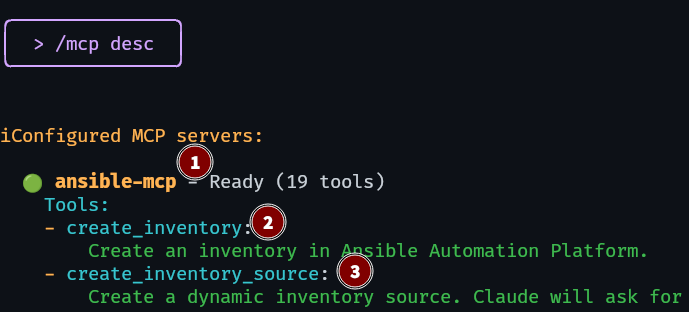 > /mcp desc
iConfigured MCP servers:
1
ansible-mcp - Ready (19 tools)
Tools:
- create_inventory: 2
Create an inventory in Ansible Automation Platform.
- create_inventory_source: 3
Create a dynamic inventory source. Claude will ask for